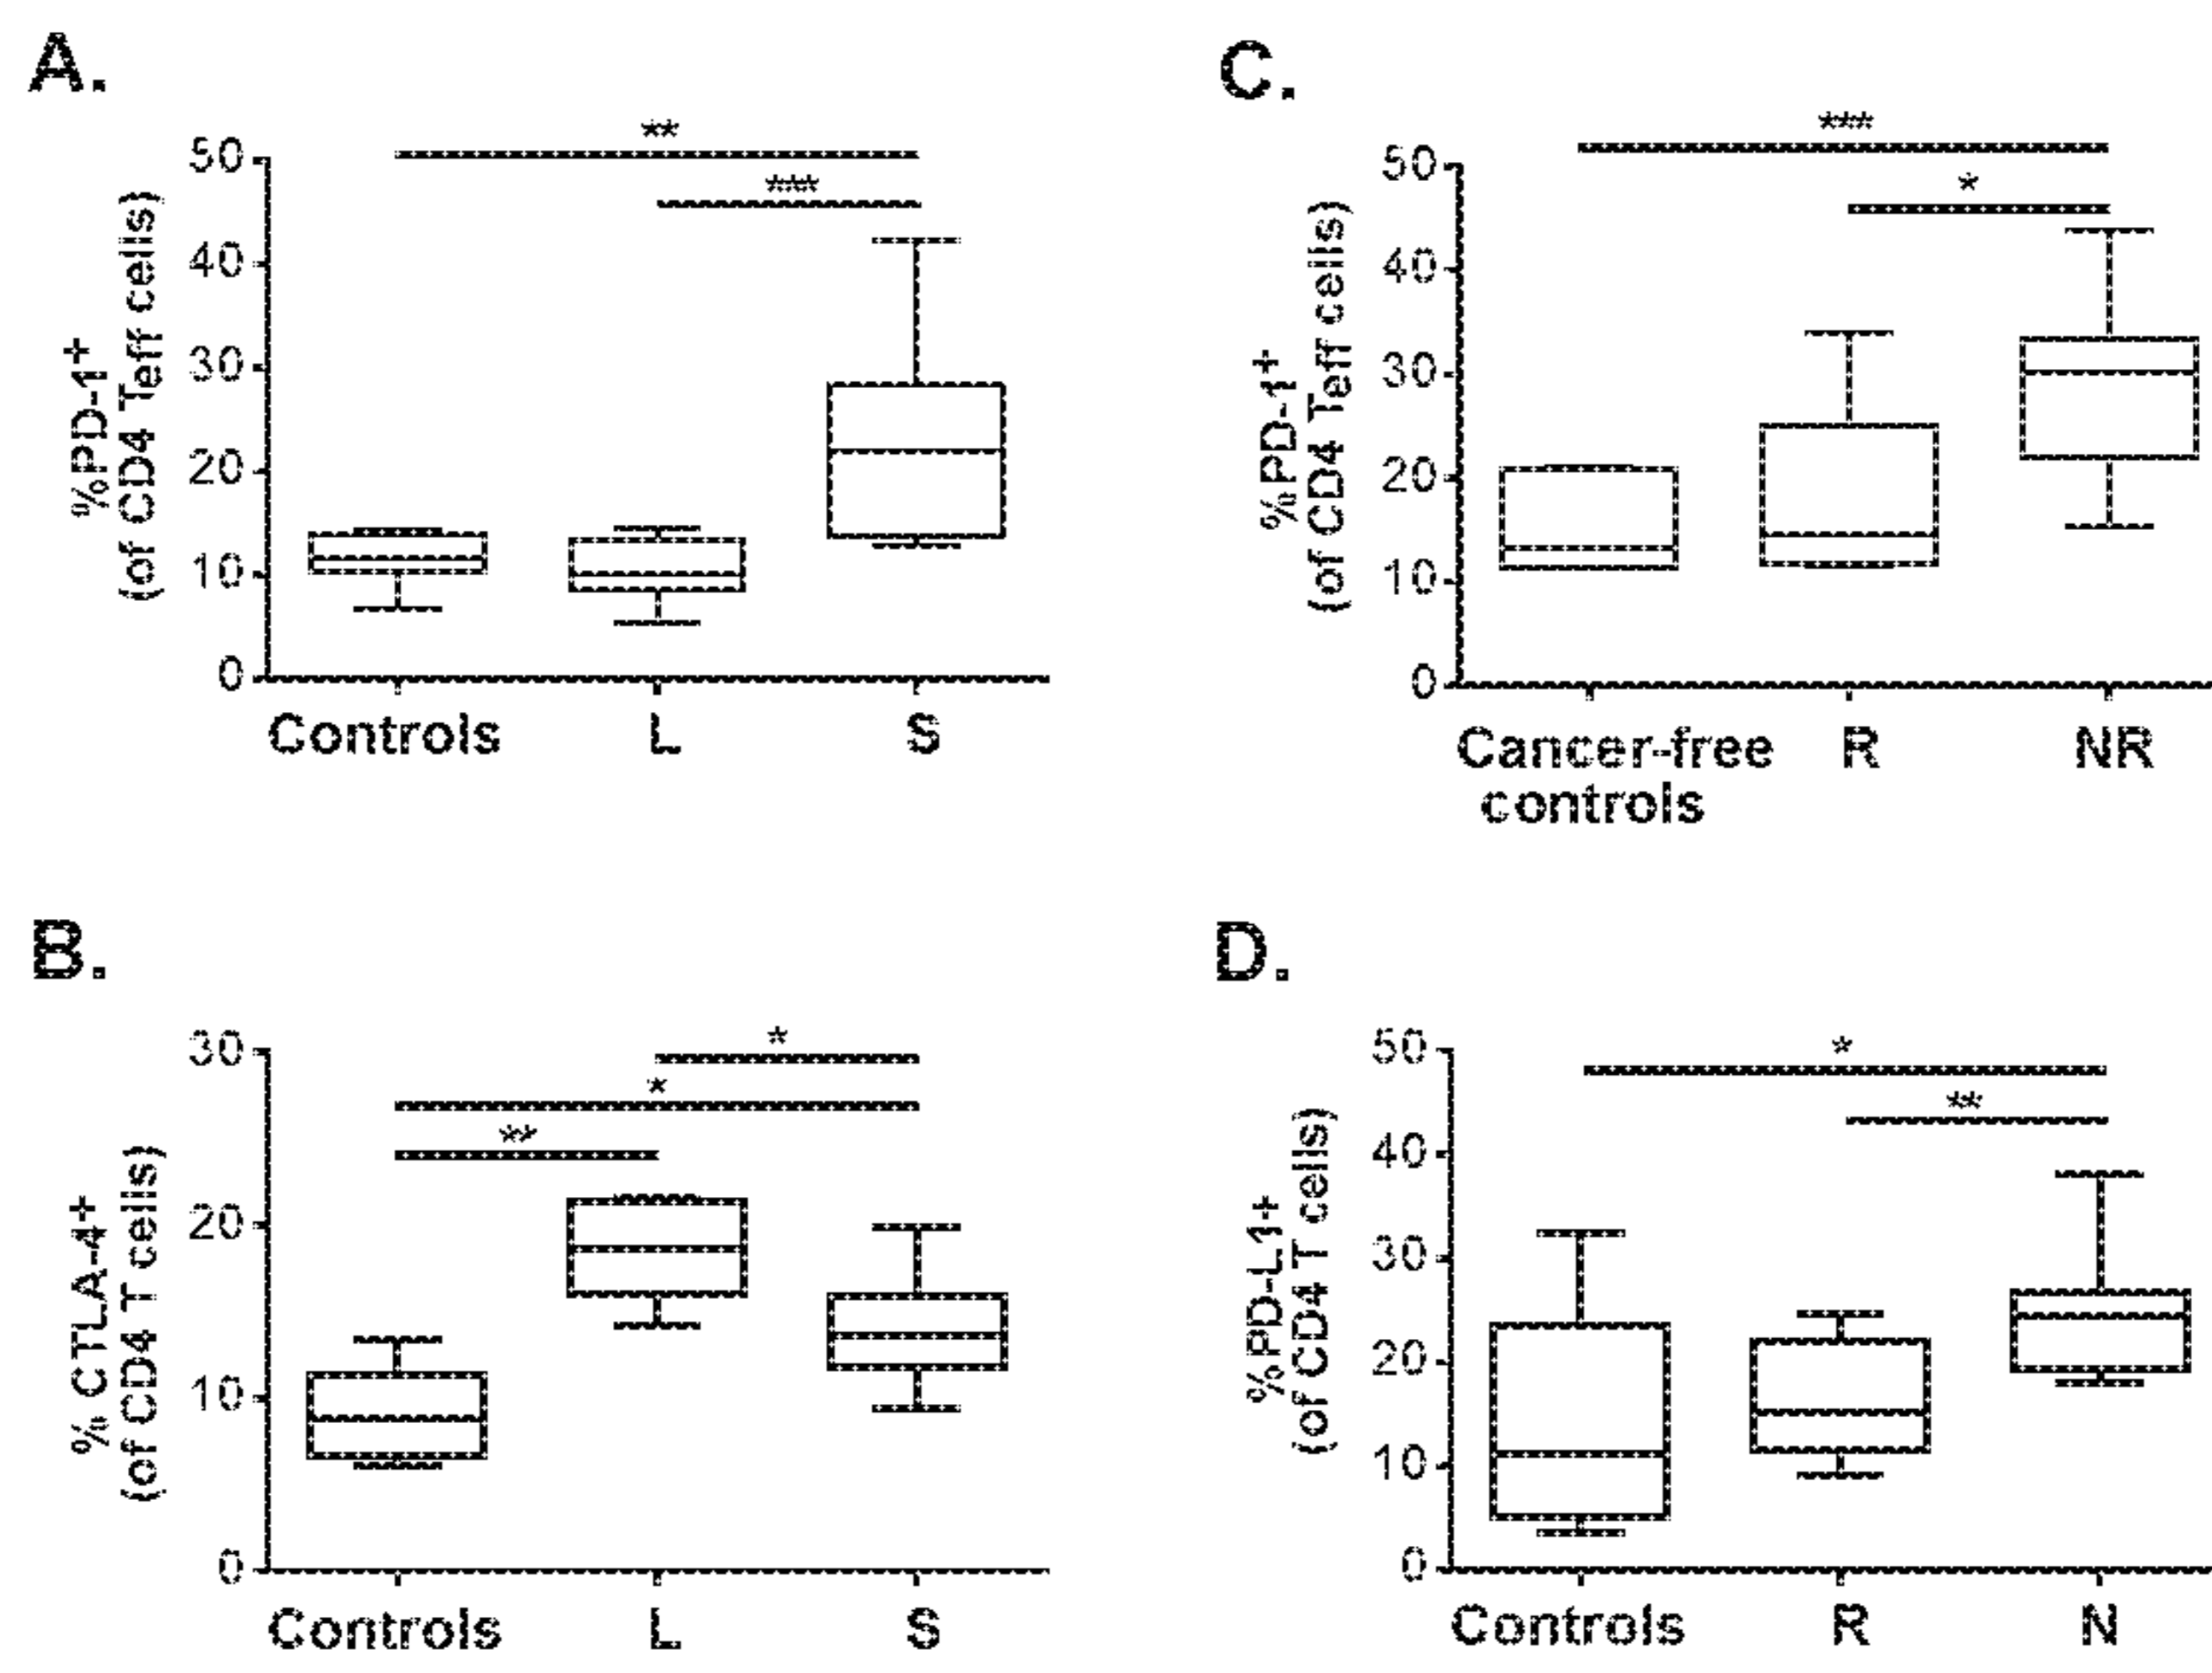 A.
**
***
50
40
30
20
10
0
%PD-1+
(of CD4 Teff cells)
Controls L S
C.
***
*
50
40
30
20
10
0
%PD-1+
(of CD4 Teff cells)
Cancer-free R NR
controls
B.
*
*
**
30
20
10
0
% CTLA-4+
(of CD4 T cells)
Controls L S
D.
*
**
50
40
30
20
10
0
%PD-L1+
(of CD4 T cells)
Controls R N